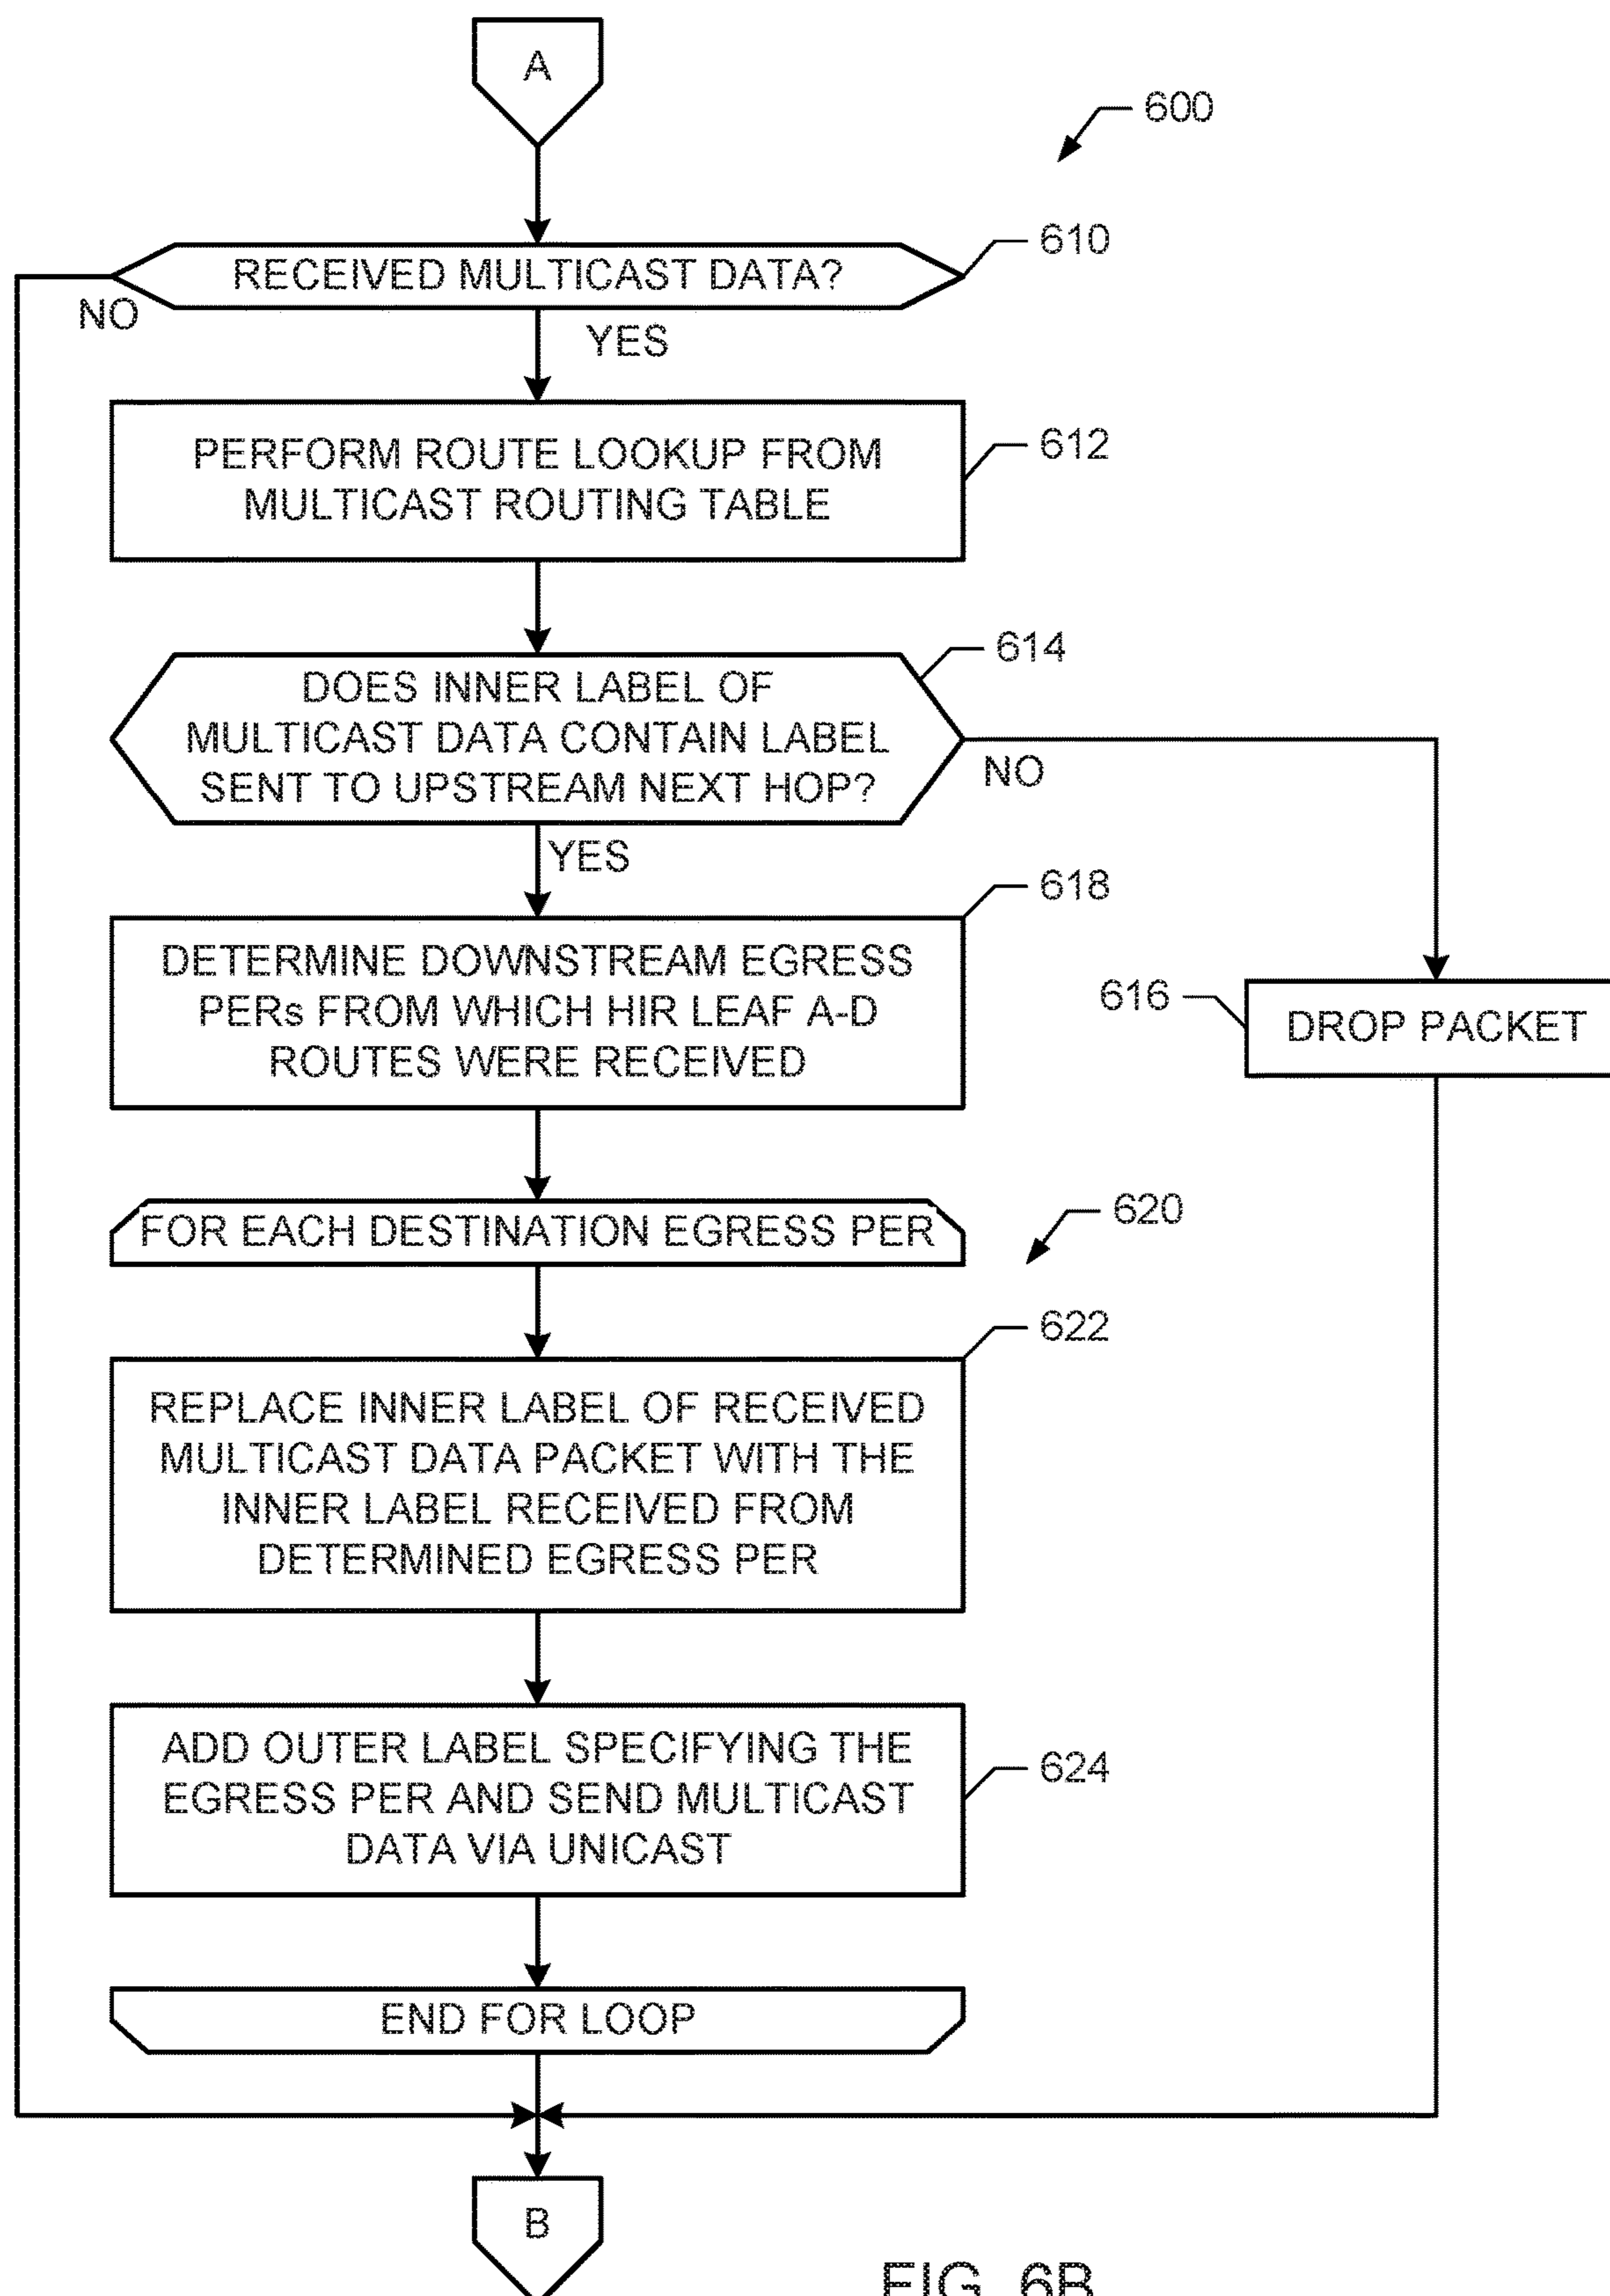 A
600
610
RECEIVED MULTICAST DATA?
NO
YES
PERFORM ROUTE LOOKUP FROM
MULTICAST ROUTING TABLE
612
614
DOES INNER LABEL OF
MULTICAST DATA CONTAIN LABEL
SENT TO UPSTREAM NEXT HOP?
NO
YES
618
DETERMINE DOWNSTREAM EGRESS
PERs FROM WHICH HIR LEAF A-D
ROUTES WERE RECEIVED
616
DROP PACKET
FOR EACH DESTINATION EGRESS PER
620
622
REPLACE INNER LABEL OF RECEIVED
MULTICAST DATA PACKET WITH THE
INNER LABEL RECEIVED FROM
DETERMINED EGRESS PER
ADD OUTER LABEL SPECIFYING THE
EGRESS PER AND SEND MULTICAST
DATA VIA UNICAST
624
END FOR LOOP
B
FIG. 6B